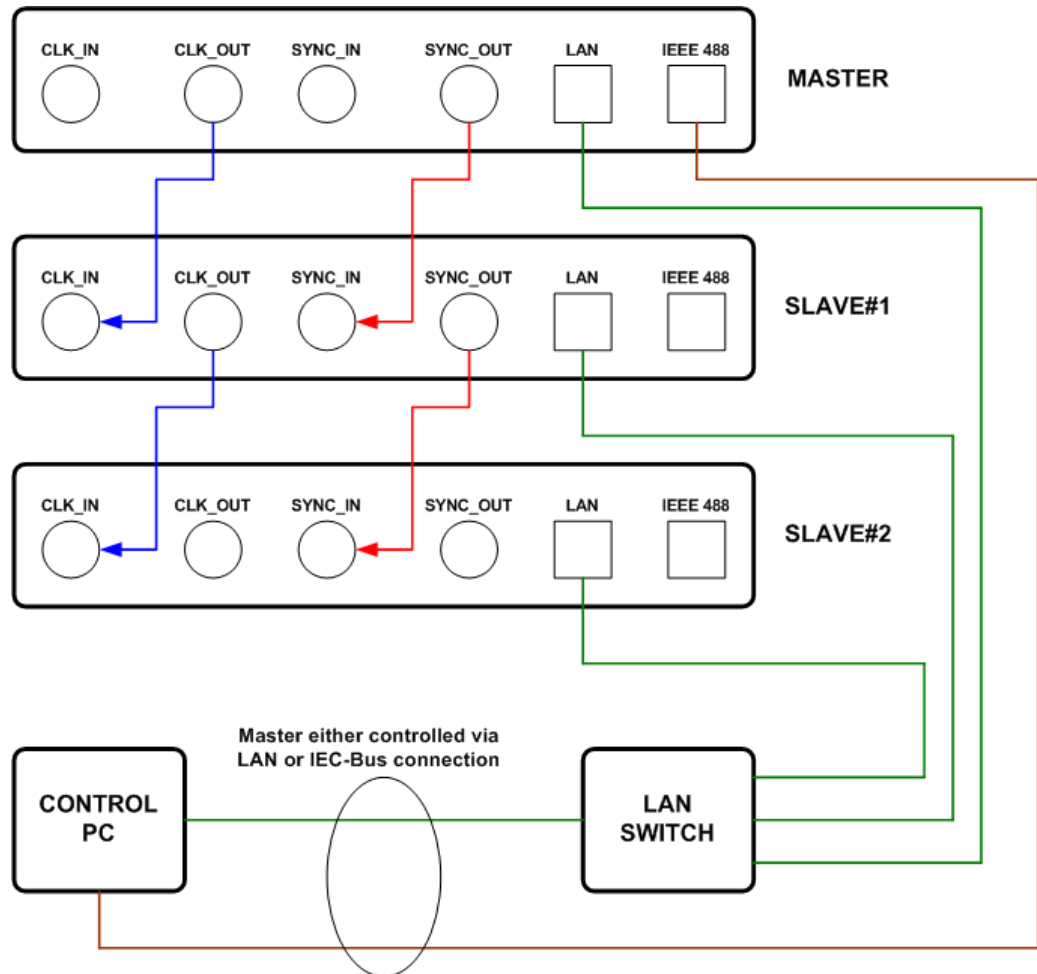 CLK_IN CLK_OUT SYNC_IN SYNC_OUT LAN IEEE 488
MASTER
CLK_IN CLK_OUT SYNC_IN SYNC_OUT LAN IEEE 488
SLAVE#1
CLK_IN CLK_OUT SYNC_IN SYNC_OUT LAN IEEE 488
SLAVE#2
Master either controlled via
LAN or IEC-Bus connection
CONTROL
PC
LAN
SWITCH